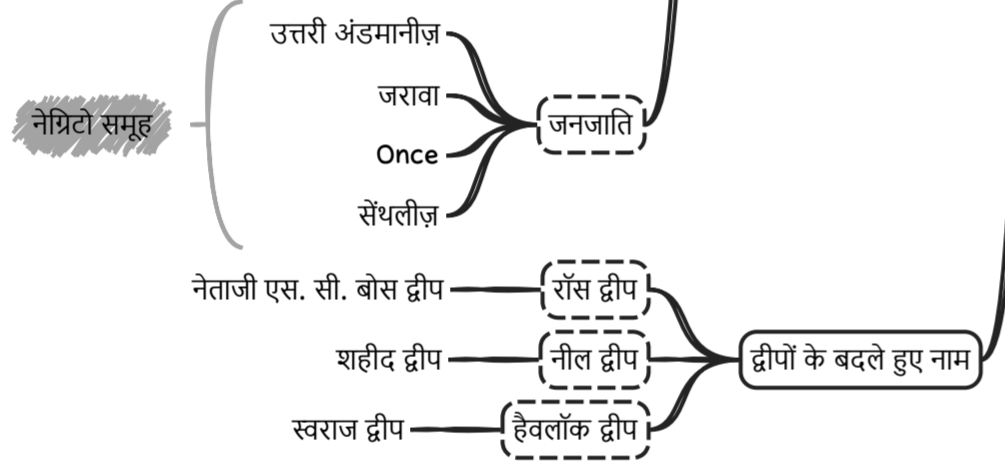 उत्तरी अंडमानीज़
जरावा
नेग्रिटो समूह
जनजाति
Once
सेंथलीज़
नेताजी एस. सी. बोस द्वीप
रॉस द्वीप
शहीद द्वीप
नील द्वीप
द्वीपों के बदले हुए नाम
स्वराज द्वीप
हैवलॉक द्वीप